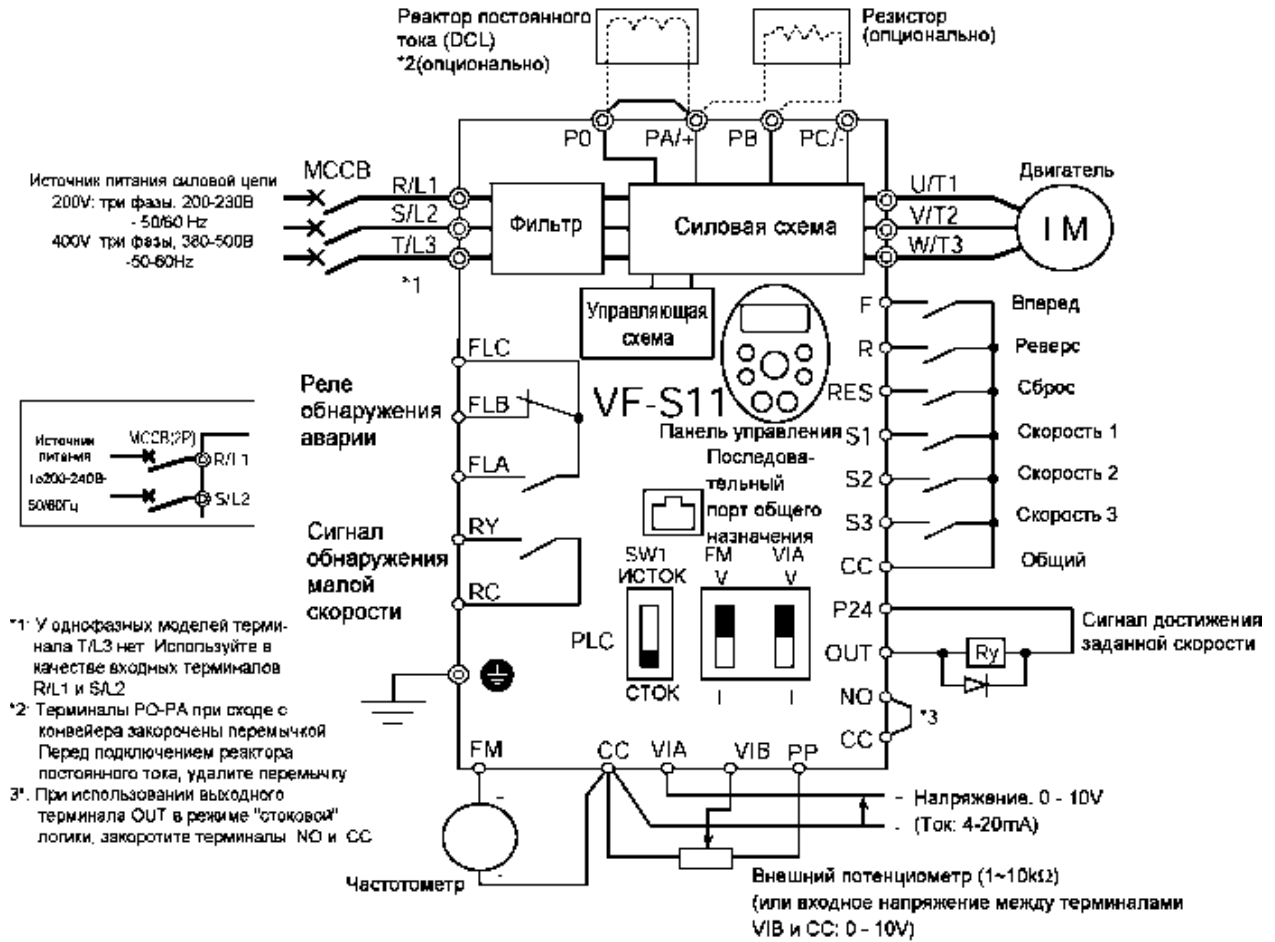 Реактор постоянного
тока (DCL)
*2(опционально)
Резистор
(опционально)
PO
PA/+
PB
PC/-
Источник питания силовой цепи
200V: три фазы. 200-230В
- 50/60 Hz
400V три фазы, 380-500В
-50-60Hz
MCCB
R/L1
S/L2
T/L3
*1
Фильтр
Силовая схема
U/T1
V/T2
W/T3
Двигатель
IM
Управляющая
схема
F
Вперед
R
Реверс
RES
Сброс
S1
Скорость 1
S2
Скорость 2
S3
Скорость 3
CC
Общий
FLC
Реле
обнаружения
аварии
FLB
FLA
VF-S11
Панель управления
Последова-
тельный
порт общего
назначения
Источник
питания
1ø200-240В-
50/60Гц
MCCB(2P)
R/L1
S/L2
Сигнал
обнаружения
малой
скорости
RY
RC
SW1
ИСТОК
PLC
СТОК
FM
V
I
VIA
V
I
P24
OUT
NO
CC
*3
Ry
Сигнал достижения
заданной скорости
*1: У однофазных моделей терми-
нала T/L3 нет Используйте в
качестве входных терминалов
R/L1 и S/L2
*2: Терминалы PO-PA при сходе с
конвейера закорочены перемычкой
Перед подключением реактора
постоянного тока, удалите перемычку
3*. При использовании выходного
терминала OUT в режиме "стоковой"
логики, закоротите терминалы NO и CC
FM
CC
VIA
VIB
PP
-
-
Частотометр
- Напряжение. 0 - 10V
- (Ток: 4-20mA)
Внешний потенциометр (1~10kΩ)
(или входное напряжение между терминалами
VIB и CC: 0 - 10V)